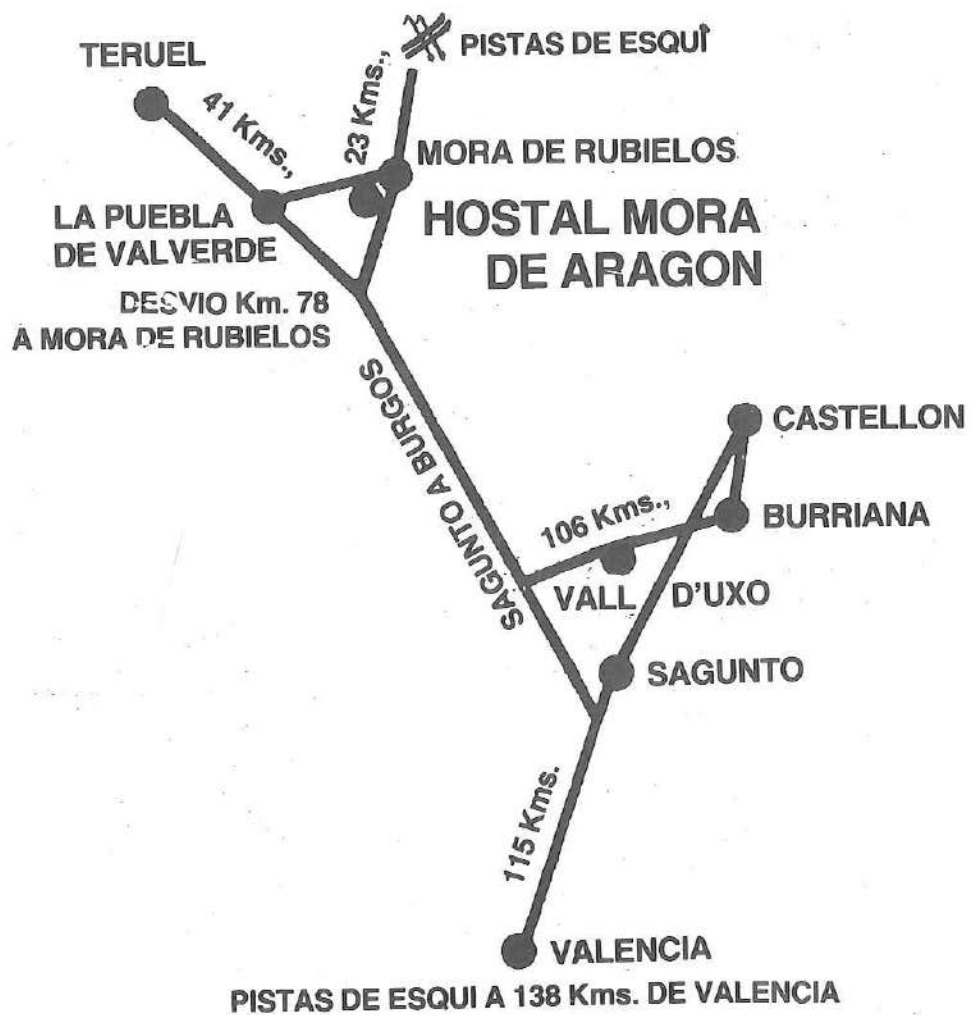 PISTAS DE ESQUI
TERUEL
41 Kms.,
23 Kms.,
MORA DE RUBIELOS
LA PUEBLA
DE VALVERDE
HOSTAL MORA
DE ARAGON
DESVIO Km. 78
A MORA DE RUBIELOS
SAGUNTO A BURGOS
CASTELLON
106 Kms.,
BURRIANA
VALL D'UXO
SAGUNTO
115 Kms.
VALENCIA
PISTAS DE ESQUI A 138 Kms. DE VALENCIA